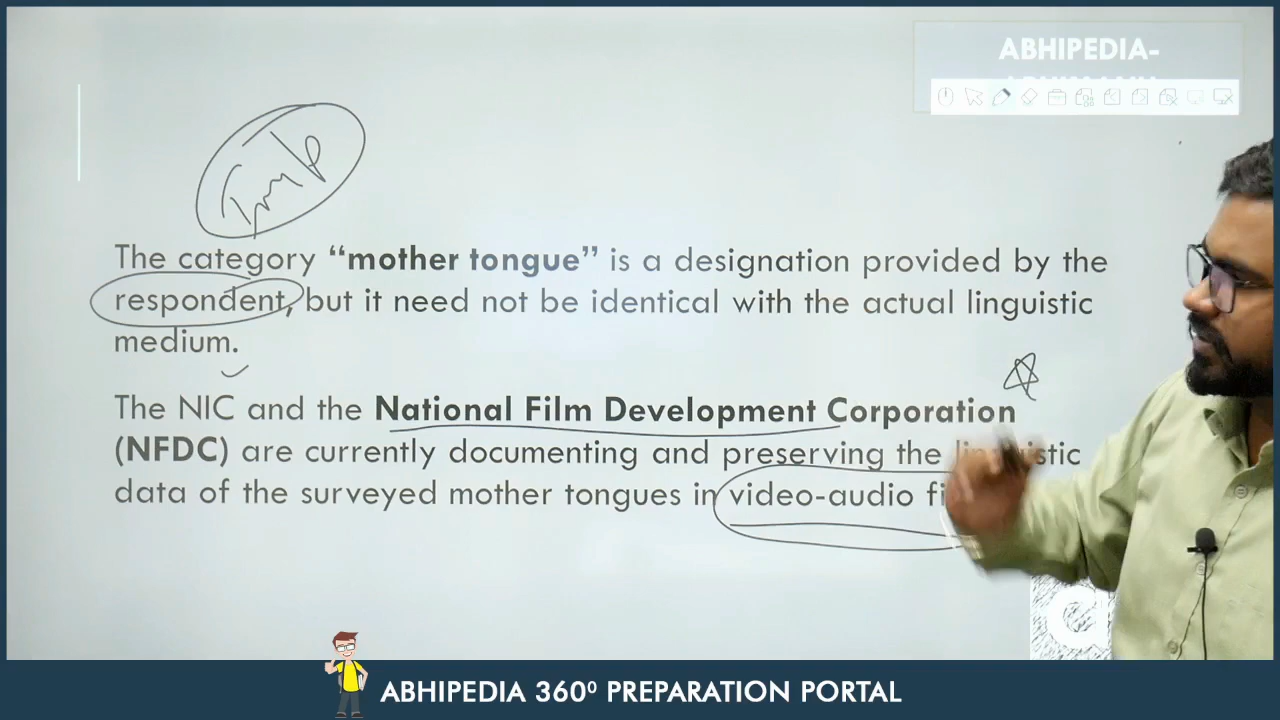 ABHIPEDIA-
Imp
The category “mother tongue” is a designation provided by the
respondent, but it need not be identical with the actual linguistic
medium.
The NIC and the National Film Development Corporation
(NFDC) are currently documenting and preserving the
data of the surveyed mother tongues in video-audio
ABHIPEDIA 360⁰ PREPARATION PORTAL